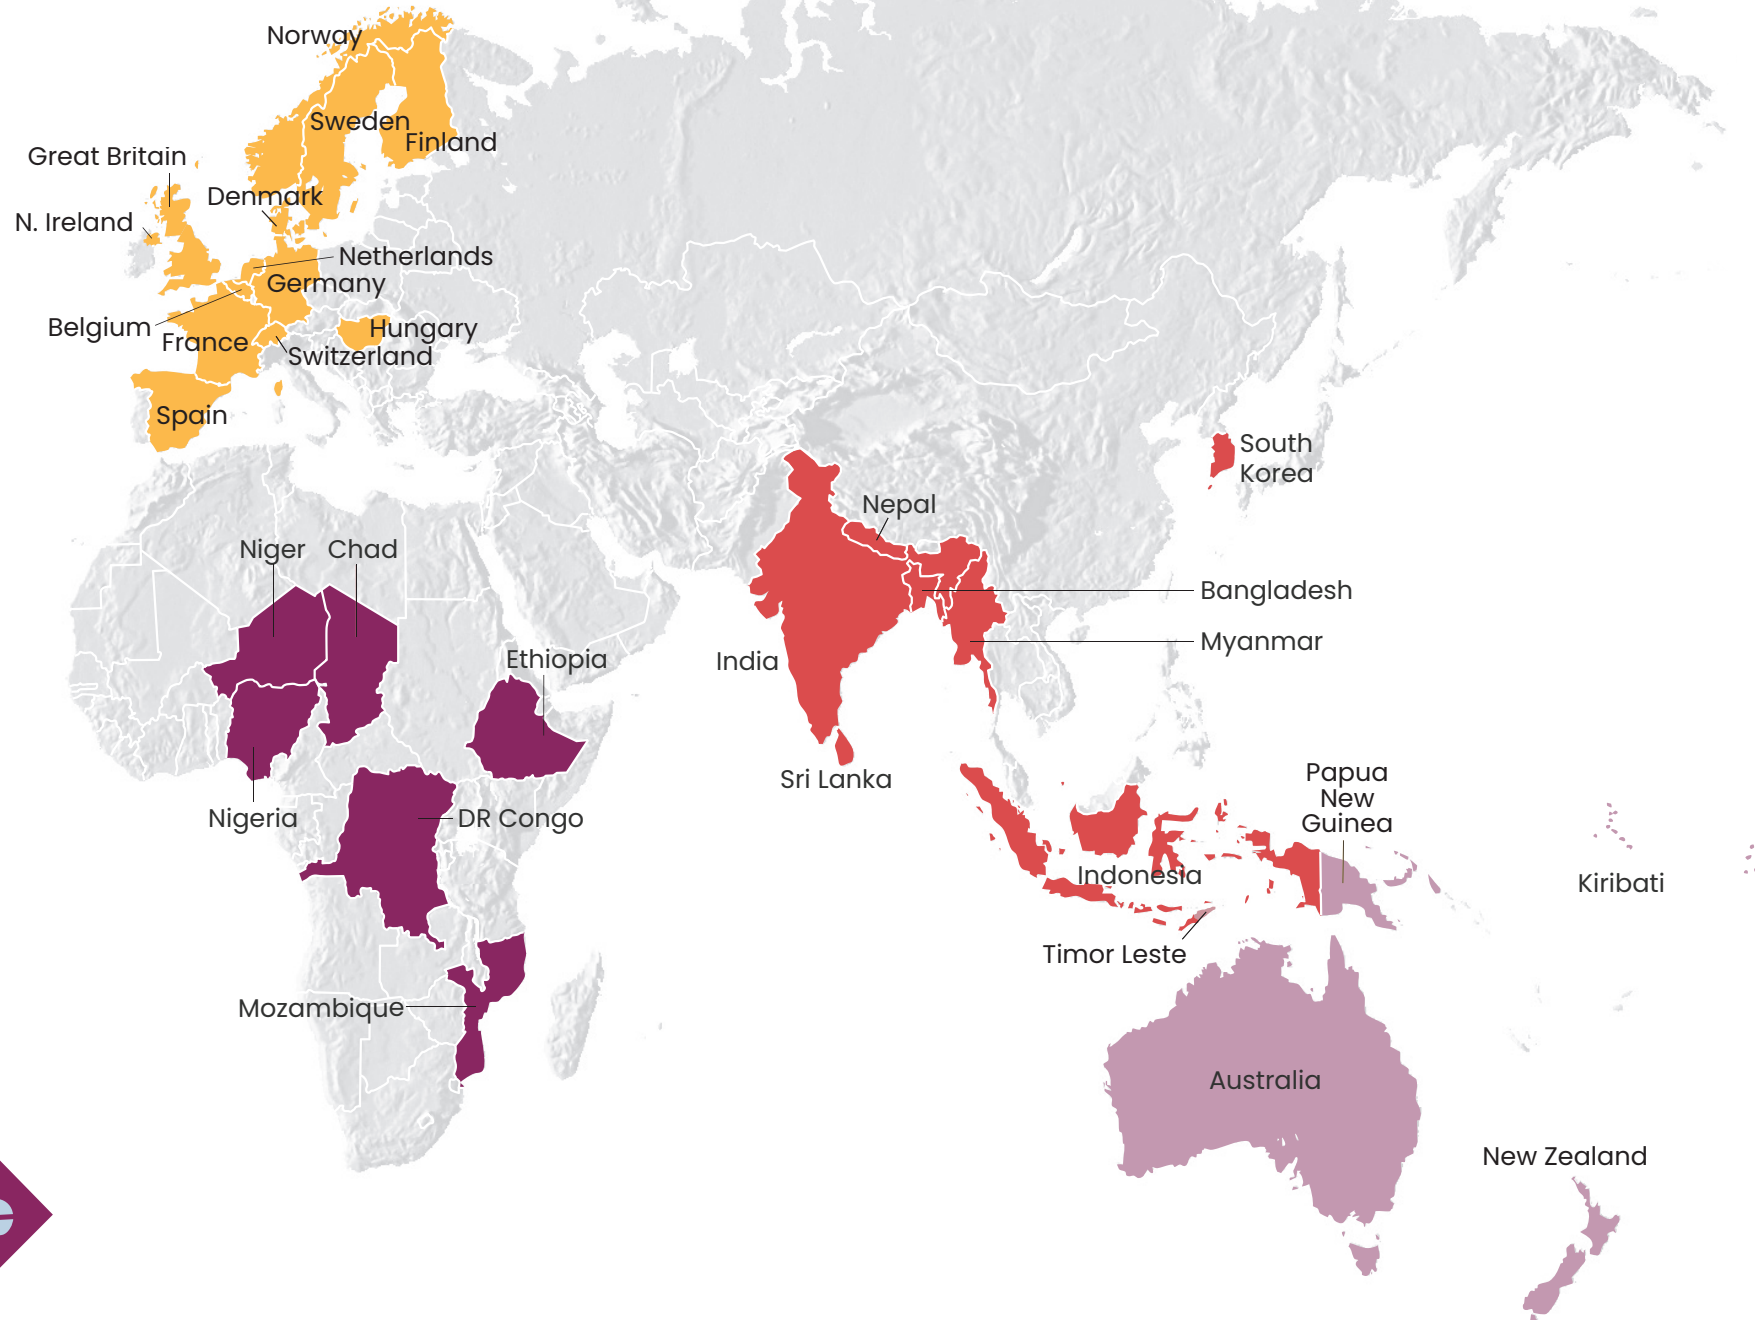 Norway
Sweden
Finland
Great Britain
Denmark
N. Ireland
Netherlands
Germany
Belgium
France
Hungary
Switzerland
Spain
South
Korea
Nepal
Niger
Chad
Bangladesh
Myanmar
Ethiopia
India
Sri Lanka
Papua
New
Guinea
Nigeria
DR Congo
Indonesia
Kiribati
Timor Leste
Mozambique
Australia
New Zealand